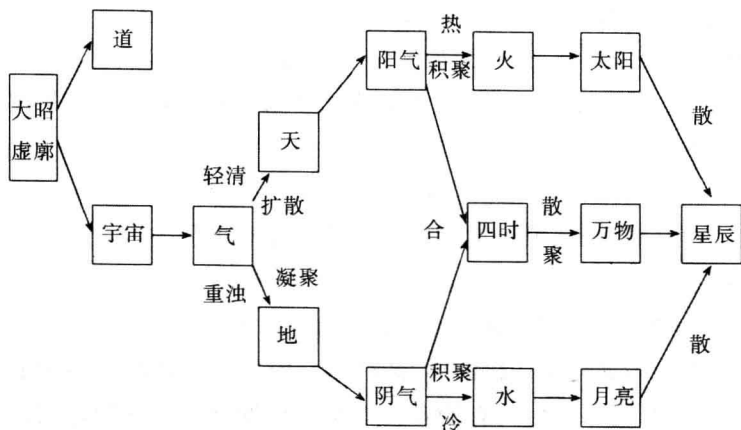 道
大昭
虚廓
宇宙
气
轻清
扩散
天
重浊
凝聚
地
阳气
热
积聚
火
太阳
散
合
四时
散
聚
万物
星辰
阴气
积聚
冷
水
月亮
散